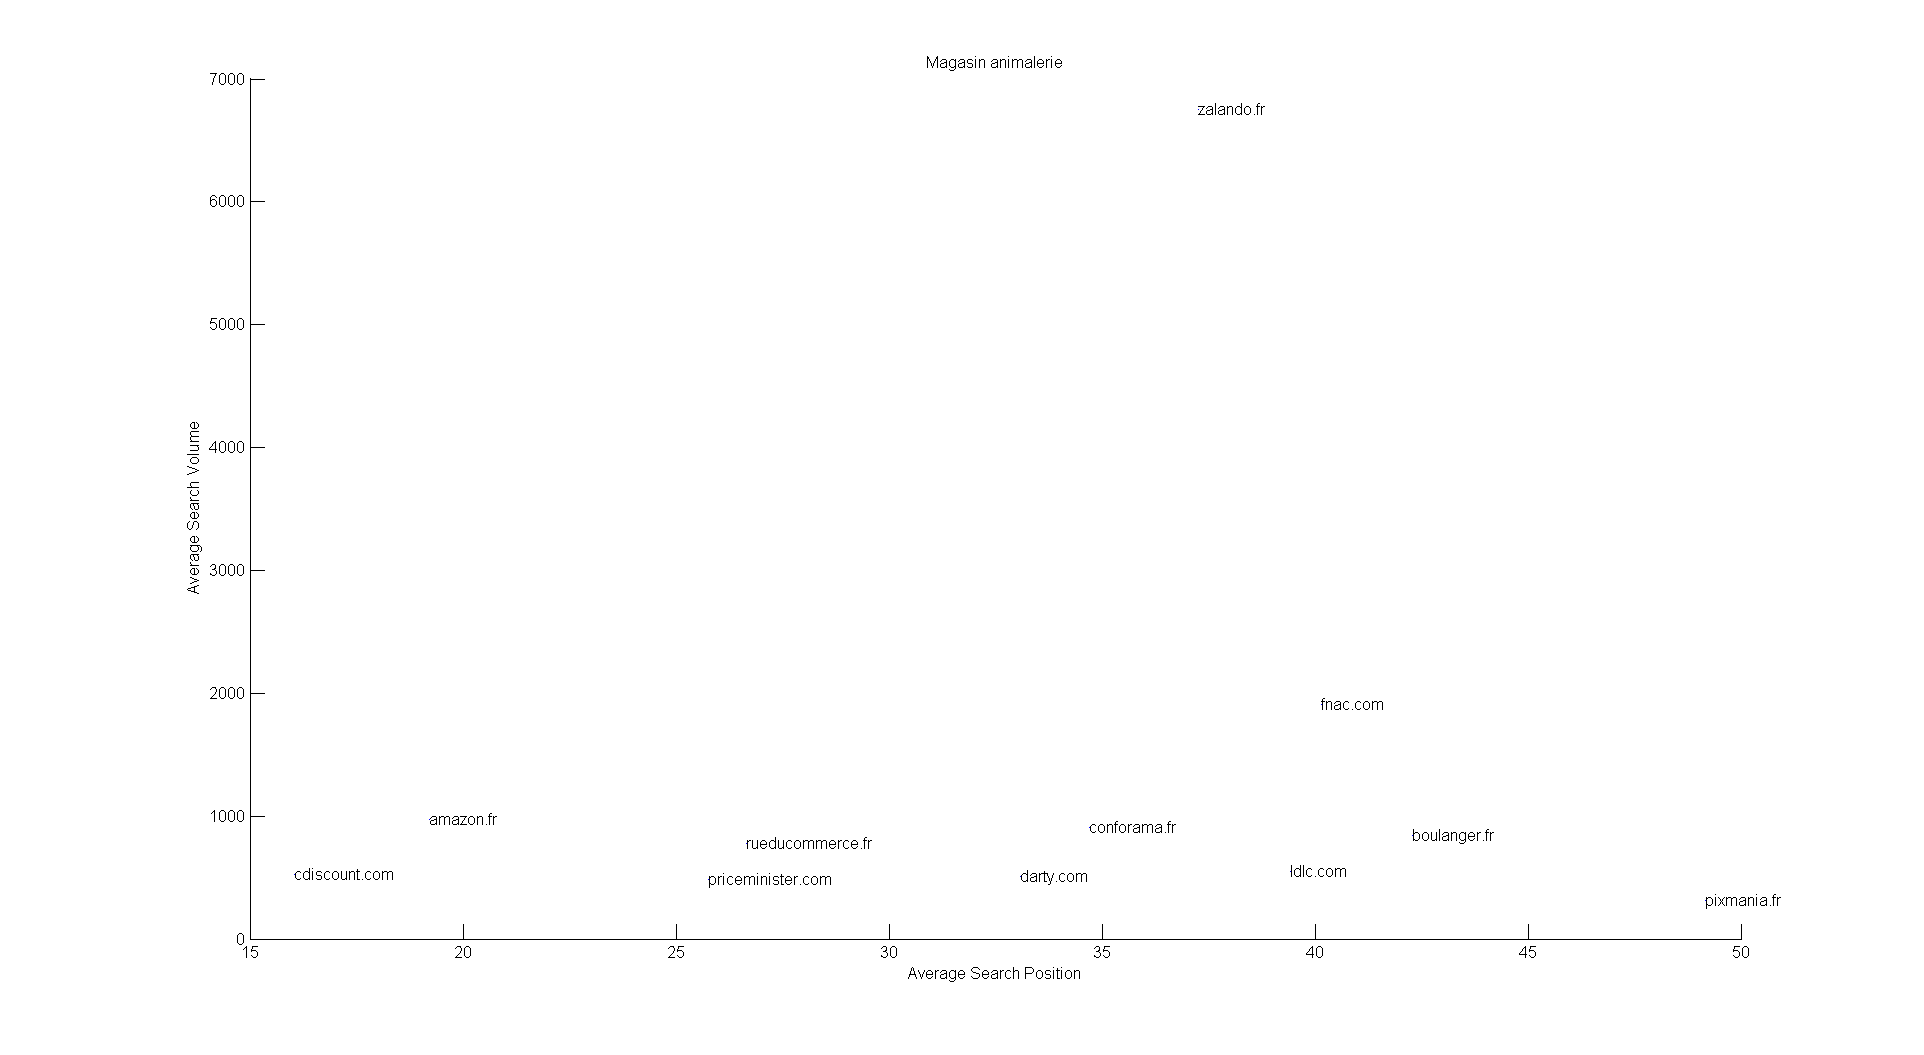 Magasin animalerie
7000
zalando.fr
6000
5000
4000
Average Search Volume
3000
2000
fnac.com
1000
amazon.fr
conforama.fr
boulanger.fr
rueducommerce.fr
ldlc.com
cdiscount.com
darty.com
priceminister.com
pixmania.fr
0
15 20 25 30 35 40 45 50
Average Search Position